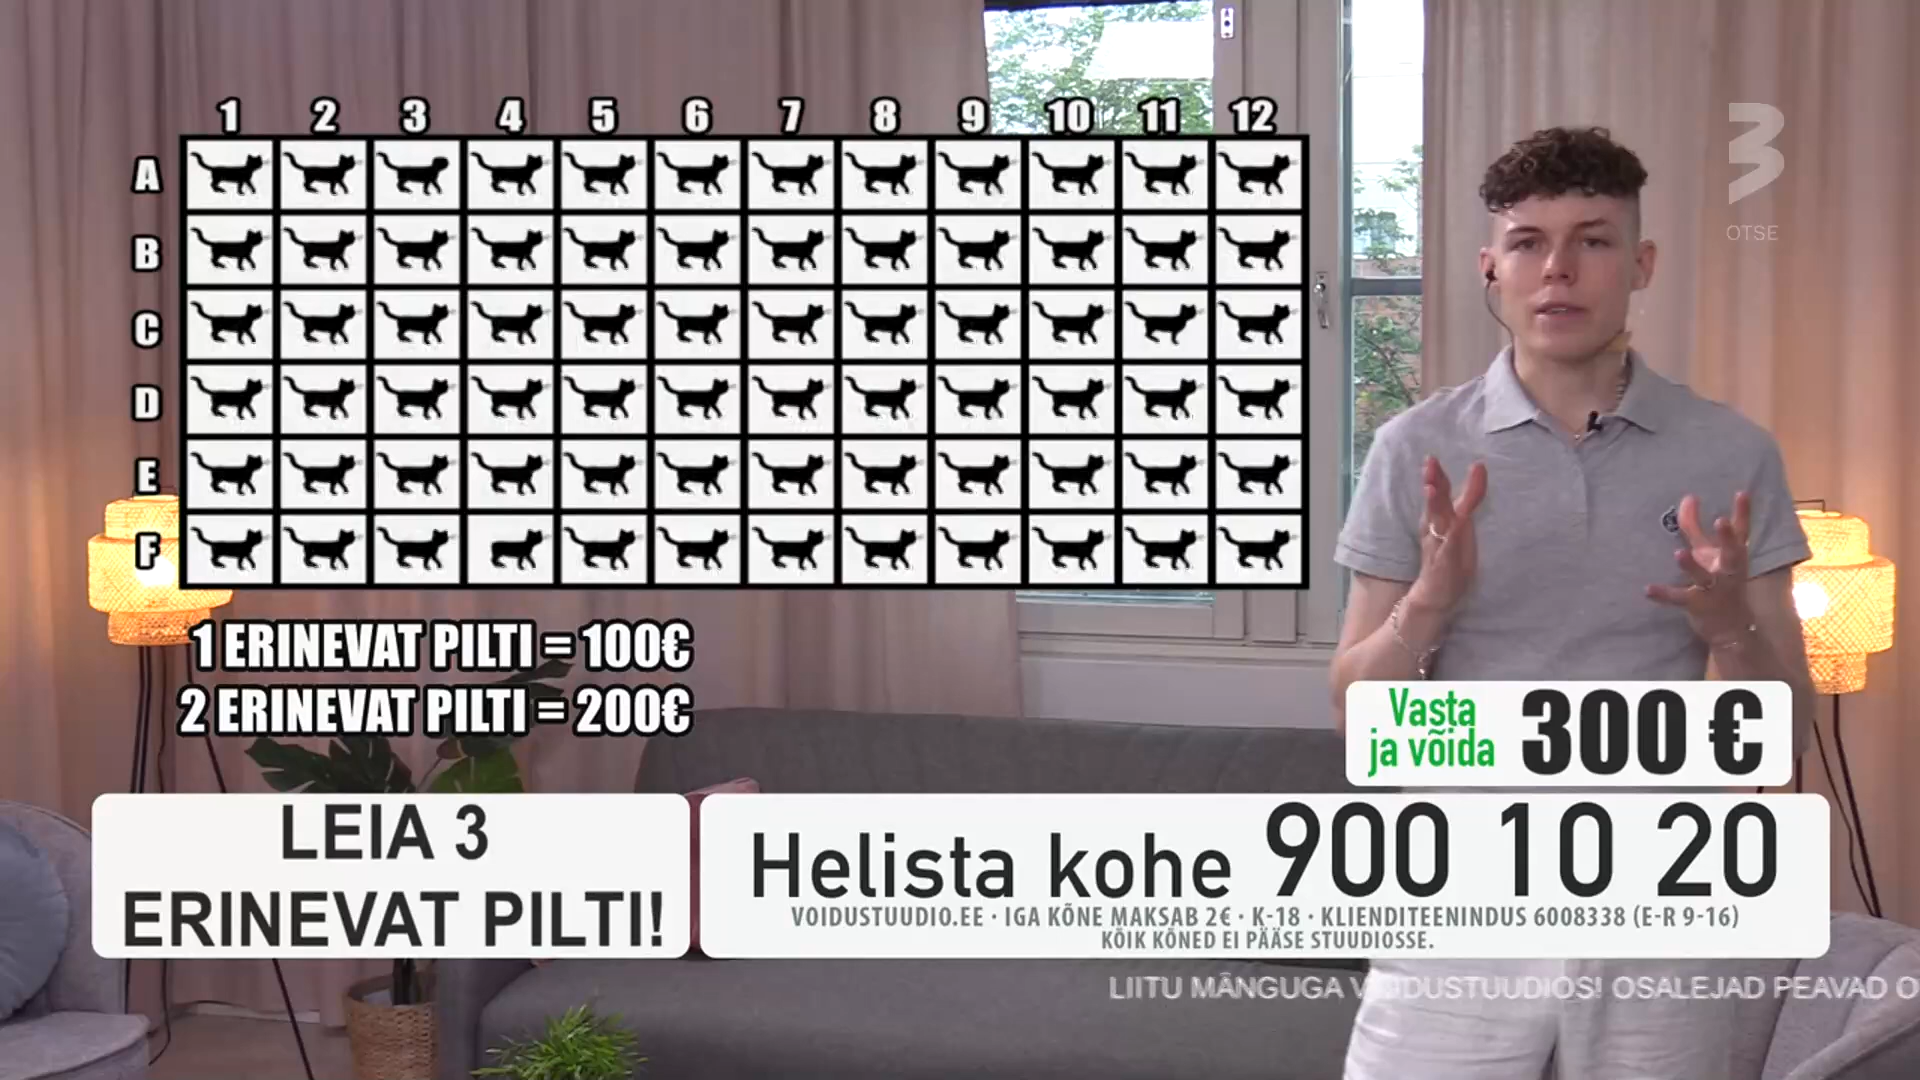 1 2 3 4 5 6 7 8 9 10 11 12
A
B
C
D
E
F
3
OTSE
1 ERINEVAT PILTI = 100€
2 ERINEVAT PILTI = 200€
Vasta
ja võida
300 €
LEIA 3
ERINEVAT PILTI!
Helista kohe 900 10 20
VOIDUSTUUDIO.EE · IGA KÕNE MAKSAB 2€ · K-18 · KLIENDITEENINDUS 6008338 (E-R 9-16)
KÕIK KÕNED EI PÄÄSE STUUDIOSSE.
LIITU MÄNGUGA VÕIDUSTUUDIOS! OSALEJAD PEAVAD O